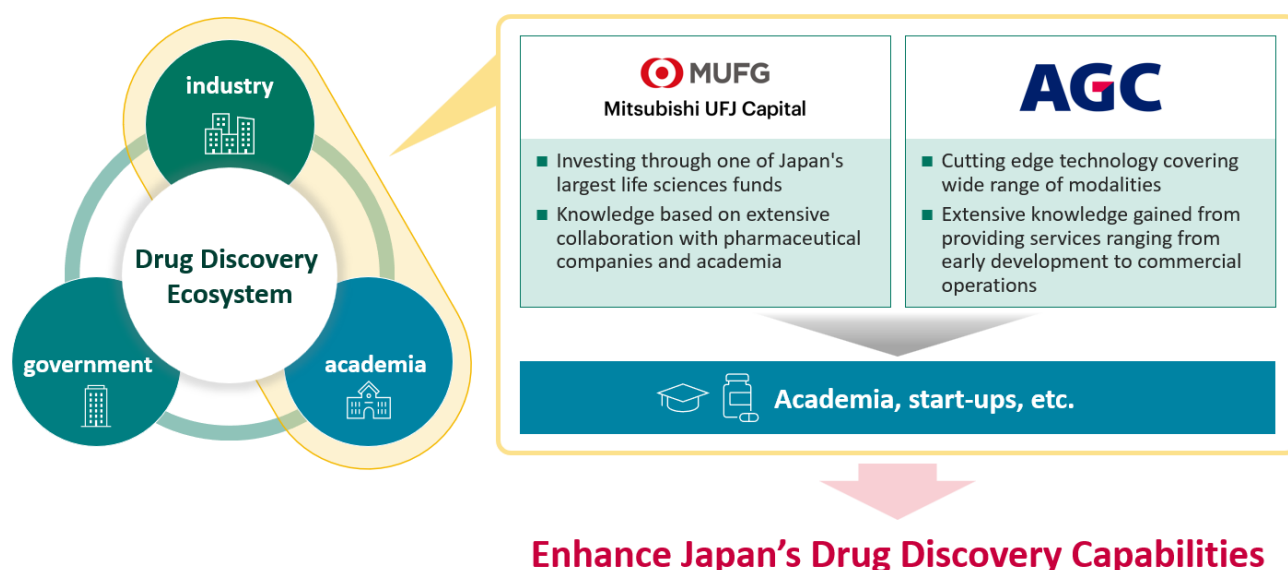 industry
Drug Discovery
Ecosystem
government
academia
MUFG
Mitsubishi UFJ Capital
■ Investing through one of Japan's
largest life sciences funds
■ Knowledge based on extensive
collaboration with pharmaceutical
companies and academia
AGC
■ Cutting edge technology covering
wide range of modalities
■ Extensive knowledge gained from
providing services ranging from
early development to commercial
operations
Academia, start-ups, etc.
Enhance Japan’s Drug Discovery Capabilities